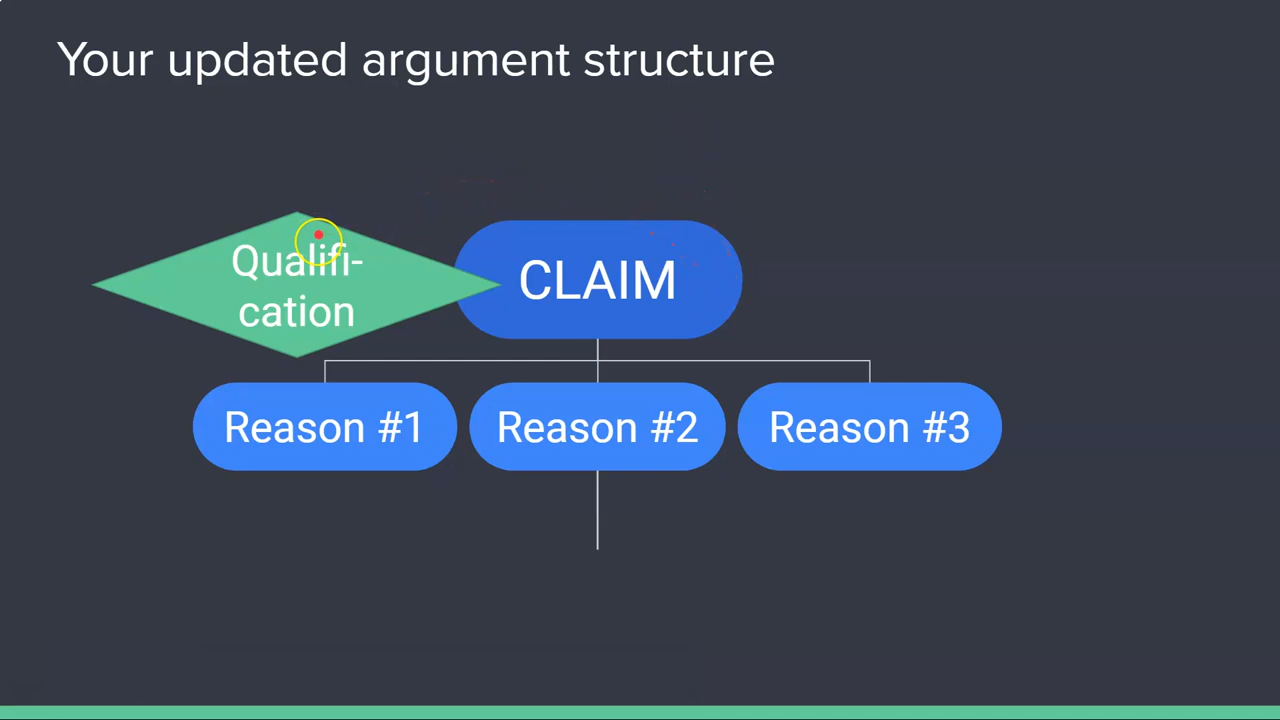 Your updated argument structure
Qualifi-
cation
CLAIM
Reason #1
Reason #2
Reason #3